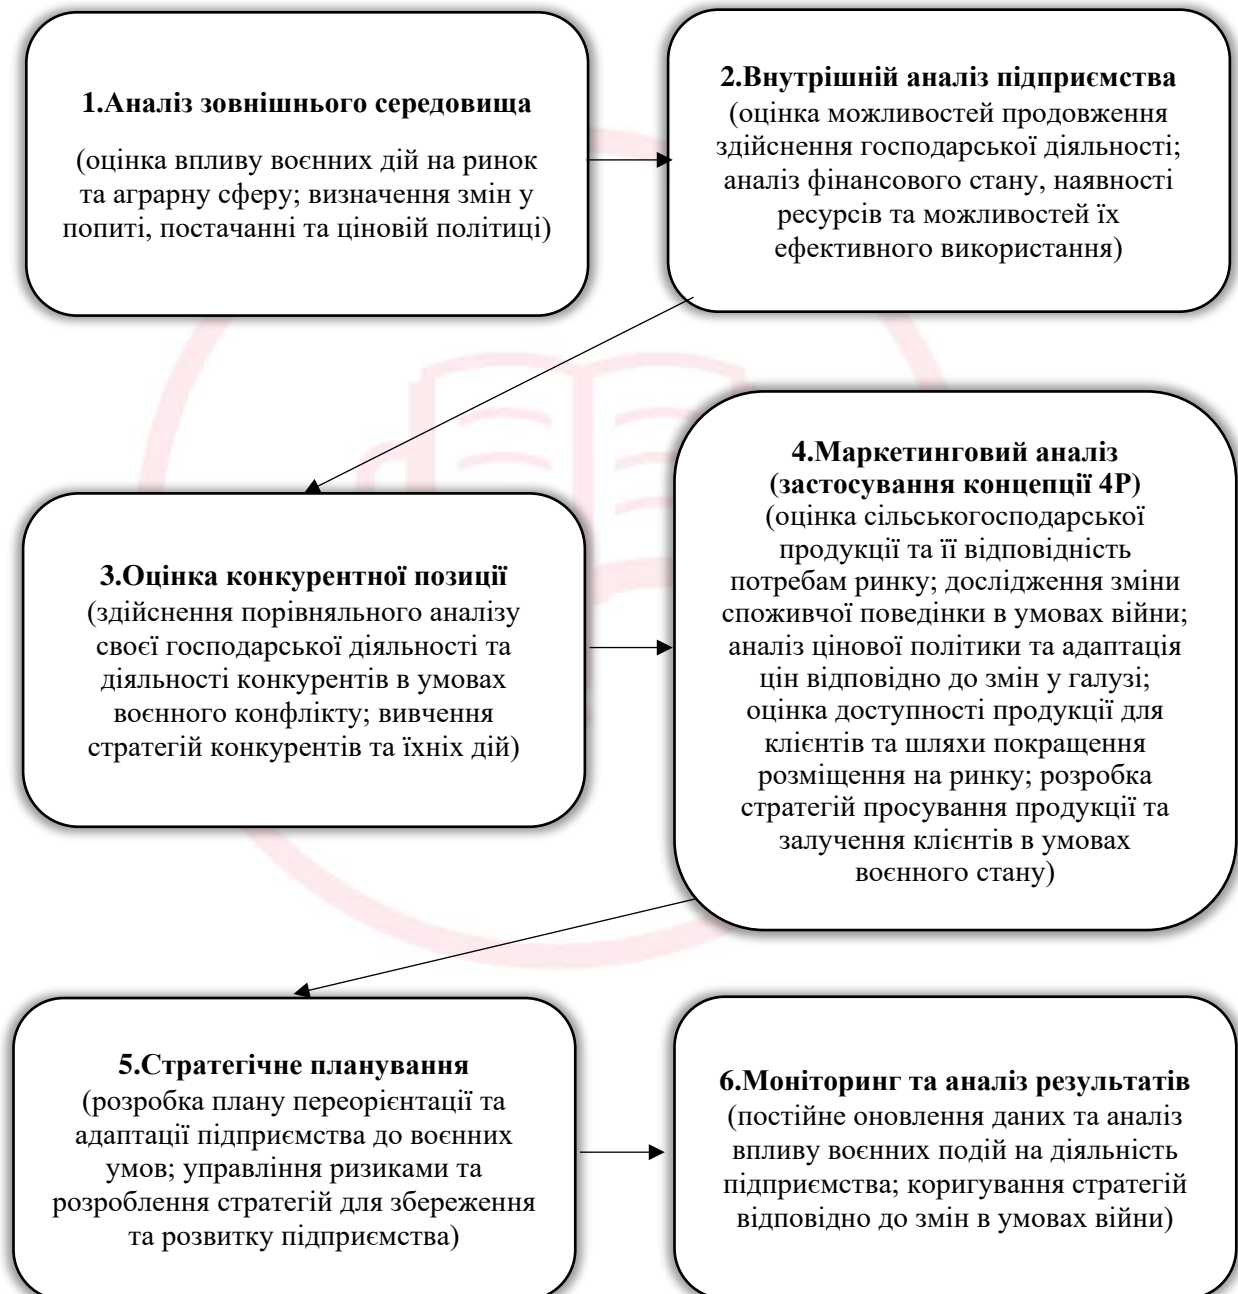 1.Аналіз зовнішнього середовища
(оцінка впливу воєнних дій на ринок
та аграрну сферу; визначення змін у
попиті, постачанні та ціновій політиці)
2.Внутрішній аналіз підприємства
(оцінка можливостей продовження
здійснення господарської діяльності;
аналіз фінансового стану, наявності
ресурсів та можливостей їх
ефективного використання)
3.Оцінка конкурентної позиції
(здійснення порівняльного аналізу
своєї господарської діяльності та
діяльності конкурентів в умовах
воєнного конфлікту; вивчення
стратегій конкурентів та їхніх дій)
4.Маркетинговий аналіз
(застосування концепції 4Р)
(оцінка сільськогосподарської
продукції та її відповідність
потребам ринку; дослідження зміни
споживчої поведінки в умовах війни;
аналіз цінової політики та адаптація
цін відповідно до змін у галузі;
оцінка доступності продукції для
клієнтів та шляхи покращення
розміщення на ринку; розробка
стратегій просування продукції та
залучення клієнтів в умовах
воєнного стану)
5.Стратегічне планування
(розробка плану переорієнтації та
адаптації підприємства до воєнних
умов; управління ризиками та
розроблення стратегій для збереження
та розвитку підприємства)
6.Моніторинг та аналіз результатів
(постійне оновлення даних та аналіз
впливу воєнних подій на діяльність
підприємства; коригування стратегій
відповідно до змін в умовах війни)